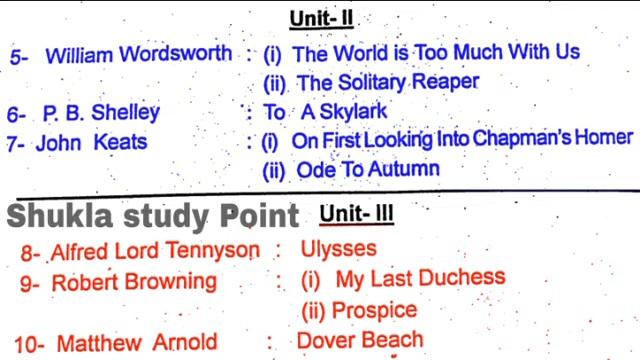 Unit- II
5- William Wordsworth : (i) The World is Too Much With Us
(ii) The Solitary Reaper
6- P. B. Shelley : To A Skylark
7- John Keats : (i) On First Looking Into Chapman's Homer
(ii) Ode To Autumn
Shukla study Point Unit- III
8- Alfred Lord Tennyson : Ulysses
9- Robert Browning : (i) My Last Duchess
(ii) Prospice
10- Matthew Arnold : Dover Beach